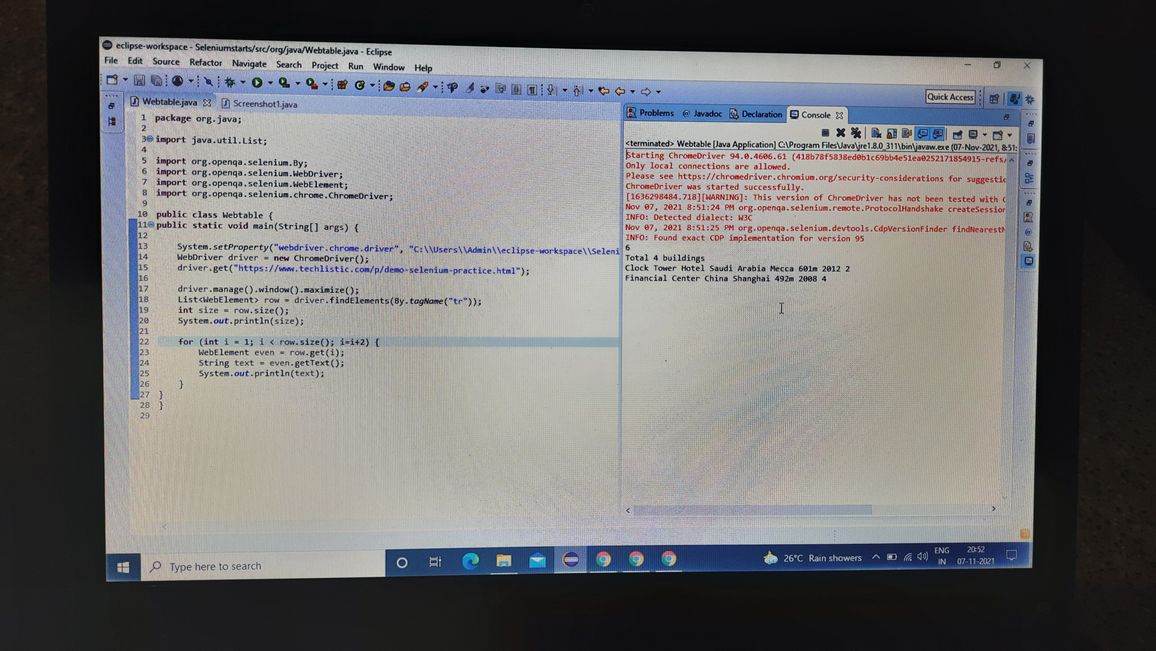 eclipse-workspace - Seleniumstarts/src/org/java/Webtable.java - Eclipse
File Edit Source Refactor Navigate Search Project Run Window Help
Quick Access
Webtable.java Screenshot1.java
1 package org.java;
2
3 import java.util.List;
4
5 import org.openqa.selenium.By;
6 import org.openqa.selenium.WebDriver;
7 import org.openqa.selenium.WebElement;
8 import org.openqa.selenium.chrome.ChromeDriver;
9
10 public class Webtable {
11 public static void main(String[] args) {
12
13 System.setProperty("webdriver.chrome.driver", "C:\\Users\\Admin\\eclipse-workspace\\Seleni
14 WebDriver driver = new ChromeDriver();
15 driver.get("https://www.techlistic.com/p/demo-selenium-practice.html");
16
17 driver.manage().window().maximize();
18 List<WebElement> row = driver.findElements(By.tagName("tr"));
19 int size = row.size();
20 System.out.println(size);
21
22 for (int i = 1; i < row.size(); i=i+2) {
23 WebElement even = row.get(i);
24 String text = even.getText();
25 System.out.println(text);
26 }
27 }
28 }
29
Problems Javadoc Declaration Console
<terminated> Webtable [Java Application] C:\Program Files\Java\jre1.8.0_311\bin\javaw.exe (07-Nov-2021, 8:51:
Starting ChromeDriver 94.0.4606.61 (418b78f5838ed0b1c69bb4e51ea0252171854915-refs/
Only local connections are allowed.
Please see https://chromedriver.chromium.org/security-considerations for suggestio
ChromeDriver was started successfully.
[1636298484.718][WARNING]: This version of ChromeDriver has not been tested with C
Nov 07, 2021 8:51:24 PM org.openqa.selenium.remote.ProtocolHandshake createSession
INFO: Detected dialect: W3C
Nov 07, 2021 8:51:25 PM org.openqa.selenium.devtools.CdpVersionFinder findNearestM
INFO: Found exact CDP implementation for version 95
6
Total 4 buildings
Clock Tower Hotel Saudi Arabia Mecca 601m 2012 2
Financial Center China Shanghai 492m 2008 4
Type here to search
26°C Rain showers
ENG
IN
20:52
07-11-2021